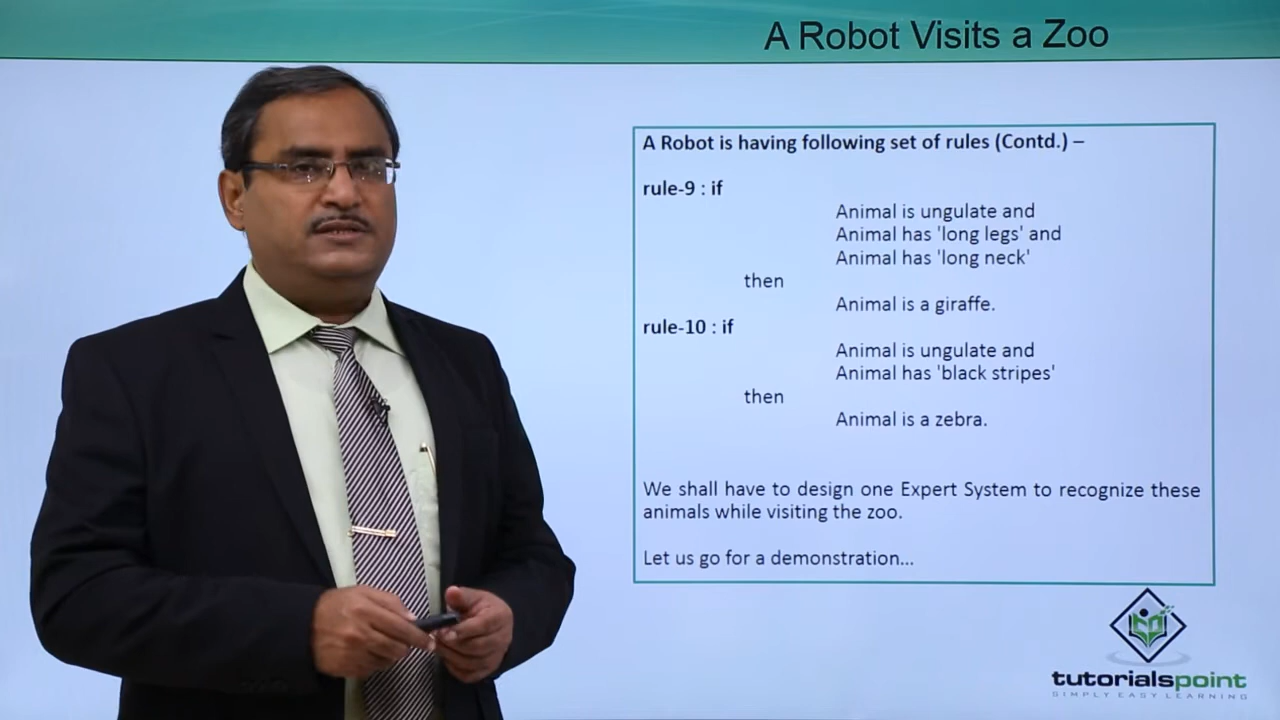 A Robot Visits a Zoo
A Robot is having following set of rules (Contd.) –
rule-9 : if
Animal is ungulate and
Animal has 'long legs' and
Animal has 'long neck'
then
Animal is a giraffe.
rule-10 : if
Animal is ungulate and
Animal has 'black stripes'
then
Animal is a zebra.
We shall have to design one Expert System to recognize these
animals while visiting the zoo.
Let us go for a demonstration...
tutorialspoint
SIMPLY EASY LEARNING